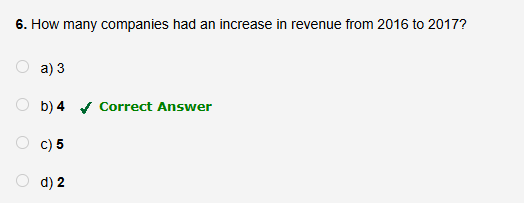 6. How many companies had an increase in revenue from 2016 to 2017?
a) 3
b) 4 ✓ Correct Answer
c) 5
d) 2